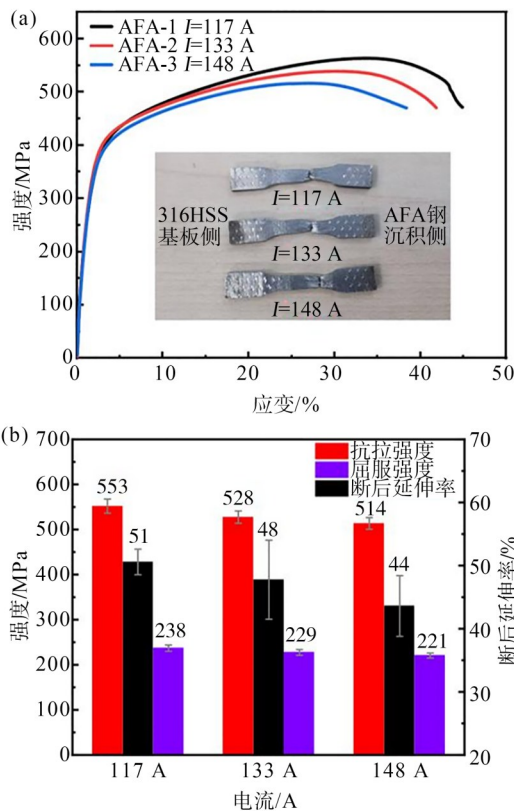 (a)
600
500
400
300
200
100
0
强度/MPa
AFA-1 I=117 A
AFA-2 I=133 A
AFA-3 I=148 A
I=117 A
316HSS
基板侧
AFA钢
沉积侧
I=133 A
I=148 A
0 10 20 30 40 50
应变/%
(b)
700
600
500
400
300
200
100
0
强度/MPa
抗拉强度
屈服强度
断后延伸率
553
51
238
528
48
229
514
44
221
70
60
50
40
30
20
断后延伸率/%
117 A 133 A 148 A
电流/A